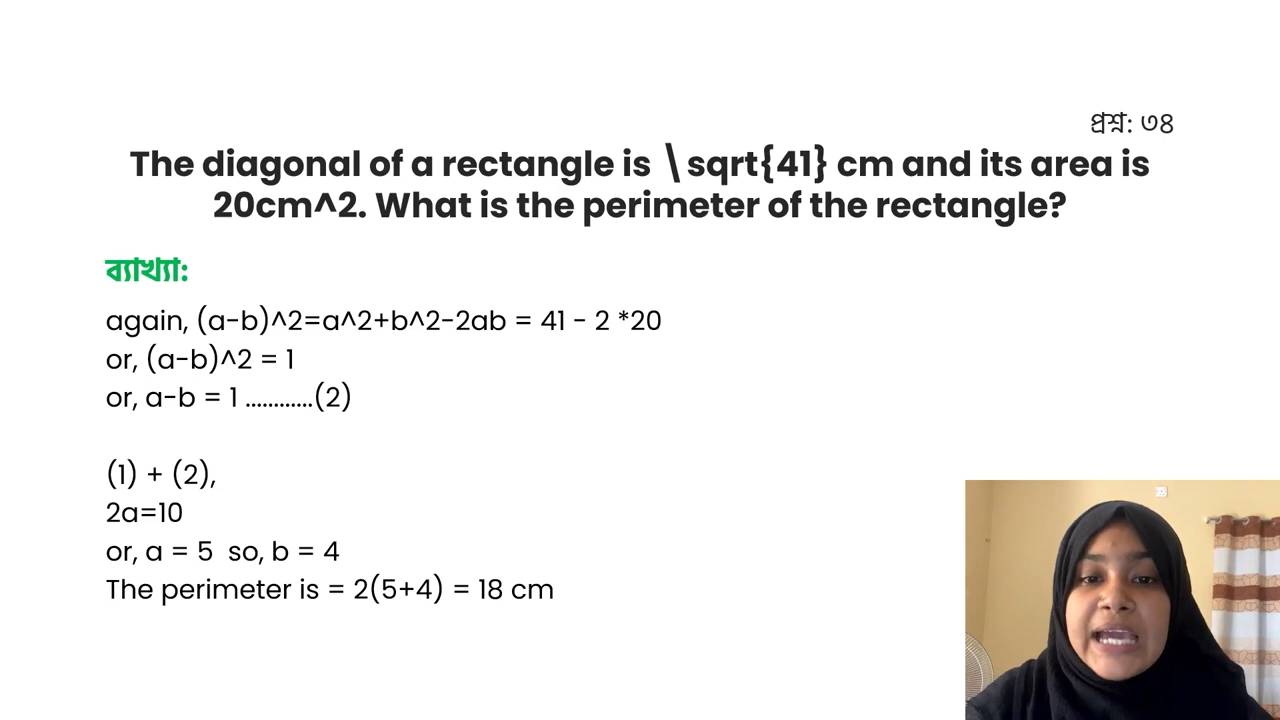 প্রশ্ন: ৩৪
The diagonal of a rectangle is \sqrt{41} cm and its area is
20cm^2. What is the perimeter of the rectangle?
ব্যাখ্যা:
again, (a-b)^2=a^2+b^2-2ab = 41 - 2 *20
or, (a-b)^2 = 1
or, a-b = 1 ............(2)
(1) + (2),
2a=10
or, a = 5  so, b = 4
The perimeter is = 2(5+4) = 18 cm